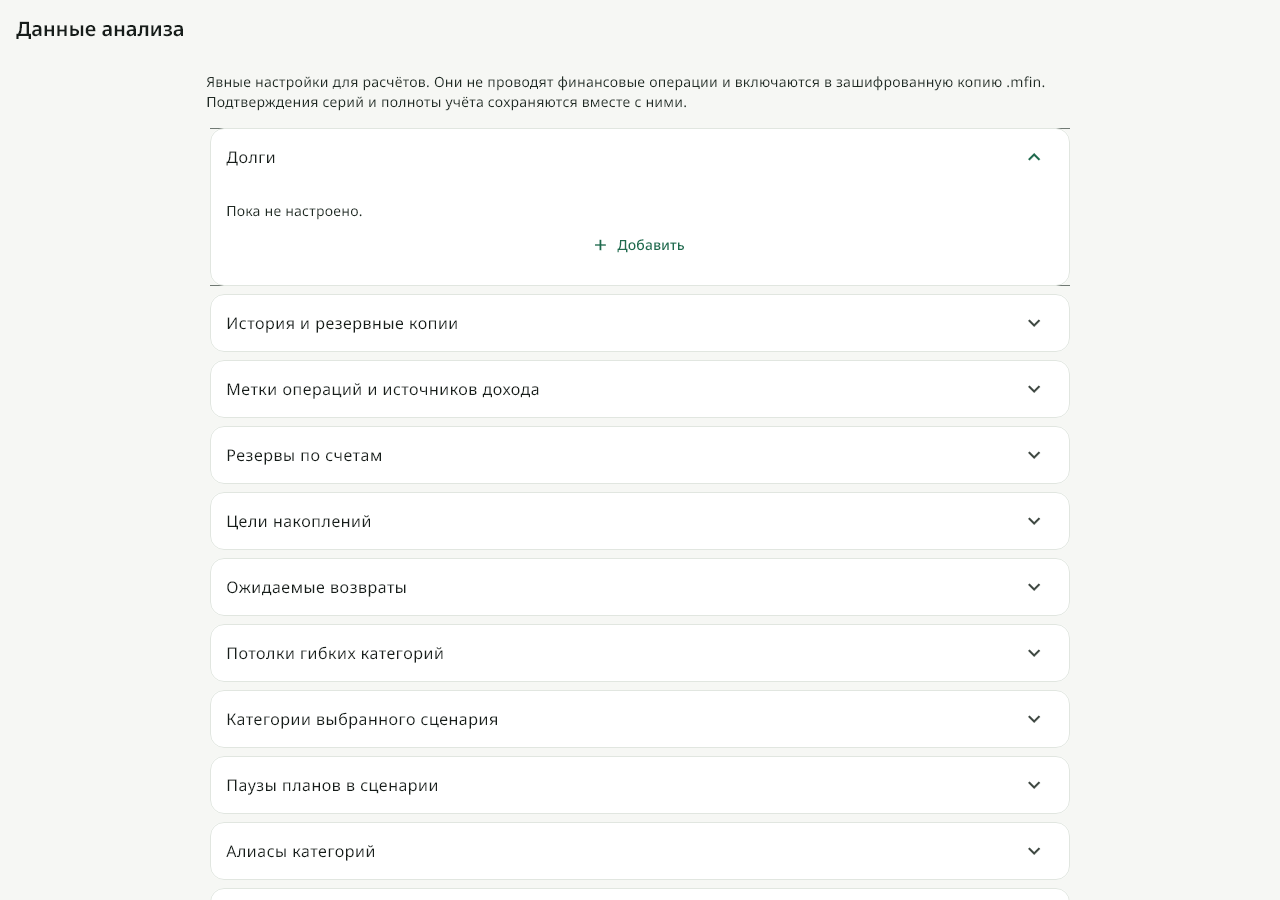 Данные анализа
Явные настройки для расчётов. Они не проводят финансовые операции и включаются в зашифрованную копию .mfin.
Подтверждения серий и полноты учёта сохраняются вместе с ними.
Долги
Пока не настроено.
+ Добавить
История и резервные копии
Метки операций и источников дохода
Резервы по счетам
Цели накоплений
Ожидаемые возвраты
Потолки гибких категорий
Категории выбранного сценария
Паузы планов в сценарии
Алиасы категорий